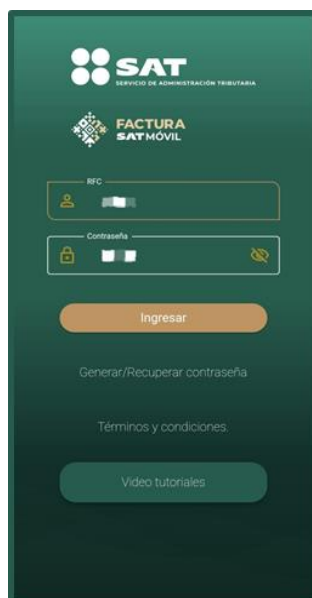 SAT
SERVICIO DE ADMINISTRACIÓN TRIBUTARIA
FACTURA
SAT MÓVIL
RFC
Contraseña
Ingresar
Generar/Recuperar contraseña
Términos y condiciones.
Video tutoriales